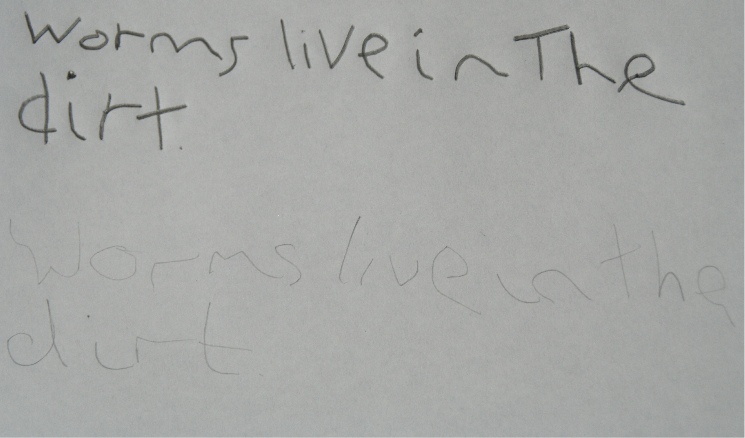 Worms live in The
dirt.
Worms live in the
dirt